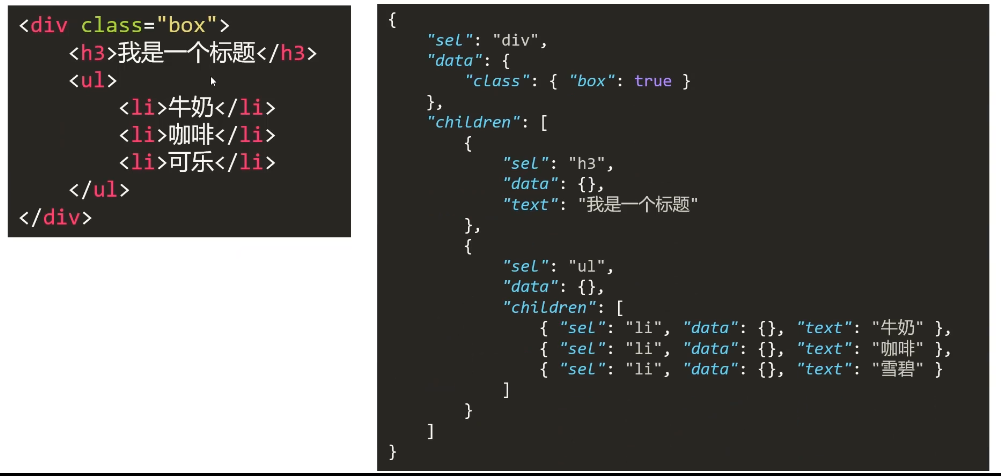 <div class="box">
    <h3>我是一个标题</h3>
    <ul>
        <li>牛奶</li>
        <li>咖啡</li>
        <li>可乐</li>
    </ul>
</div>
{
    "sel": "div",
    "data": {
        "class": { "box": true }
    },
    "children": [
        {
            "sel": "h3",
            "data": {},
            "text": "我是一个标题"
        },
        {
            "sel": "ul",
            "data": {},
            "children": [
                { "sel": "li", "data": {}, "text": "牛奶" },
                { "sel": "li", "data": {}, "text": "咖啡" },
                { "sel": "li", "data": {}, "text": "雪碧" }
            ]
        }
    ]
}